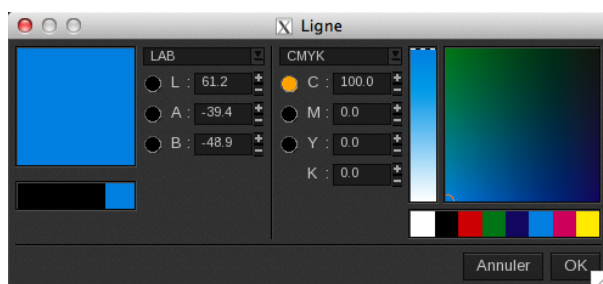 X Ligne
LAB CMYK
L : 61.2 C : 100.0
A : -39.4 M : 0.0
B : -48.9 Y : 0.0
K : 0.0
Annuler OK